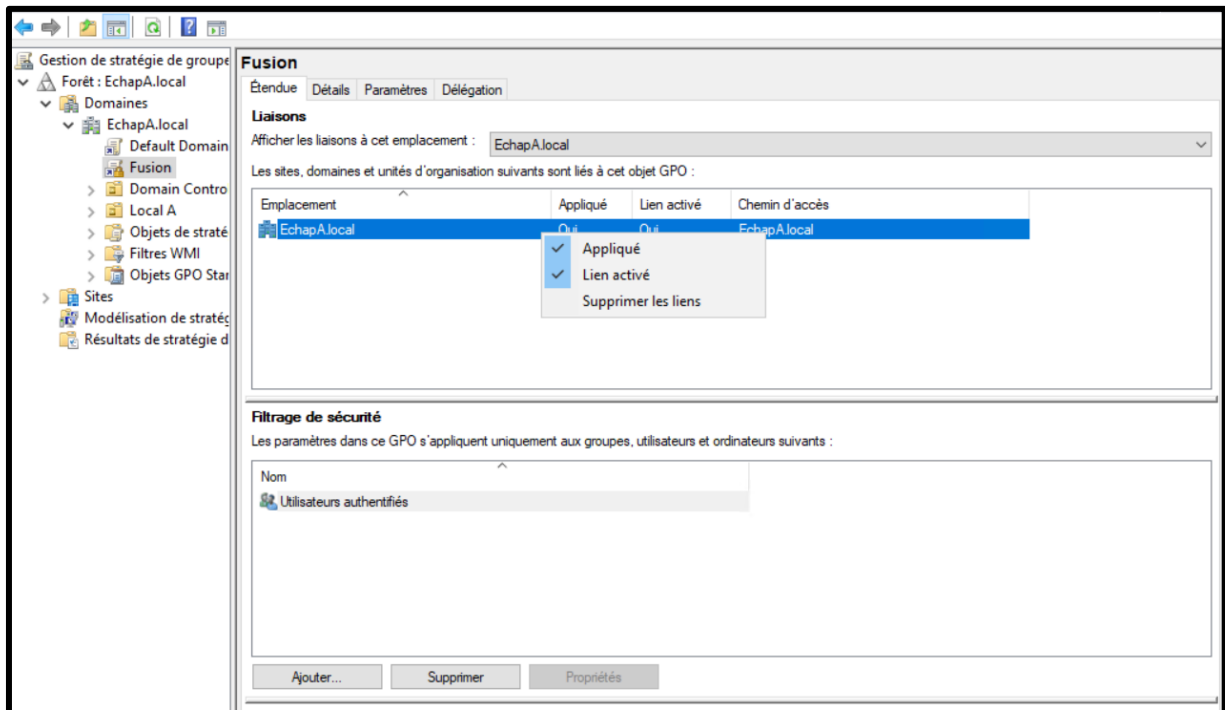 Gestion de stratégie de groupe
Forêt : EchapA.local
Domaines
EchapA.local
Default Domain
Fusion
Domain Contro
Local A
Objets de straté
Filtres WMI
Objets GPO Star
Sites
Modélisation de stratég
Résultats de stratégie d
Fusion
Étendue Détails Paramètres Délégation
Liaisons
Afficher les liaisons à cet emplacement : EchapA.local
Les sites, domaines et unités d'organisation suivants sont liés à cet objet GPO :
Emplacement Appliqué Lien activé Chemin d'accès
EchapA.local Oui Oui EchapA.local
Appliqué
Lien activé
Supprimer les liens
Filtrage de sécurité
Les paramètres dans ce GPO s'appliquent uniquement aux groupes, utilisateurs et ordinateurs suivants :
Nom
Utilisateurs authentifiés
Ajouter... Supprimer Propriétés